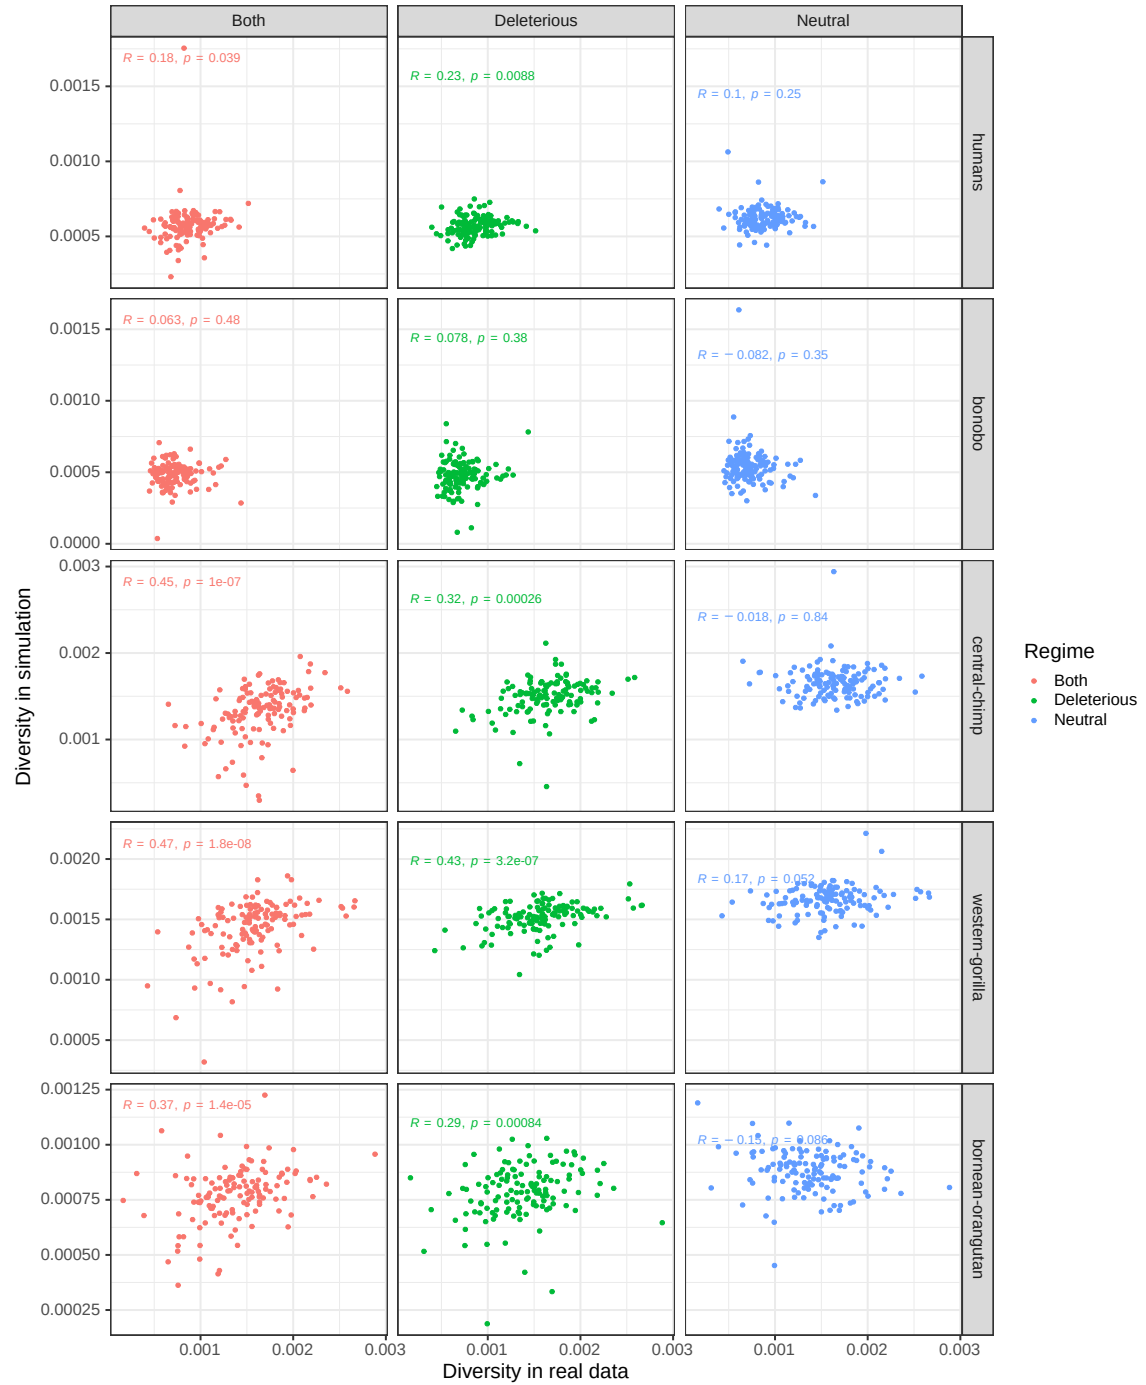 Both Deleterious Neutral
R = 0.18, p = 0.039
R = 0.23, p = 0.0088
R = 0.1, p = 0.25
0.0015
0.0010
0.0005
humans
R = 0.063, p = 0.48
R = 0.078, p = 0.38
R = −0.082, p = 0.35
0.0015
0.0010
0.0005
0.0000
bonobo
R = 0.45, p = 1e-07
R = 0.32, p = 0.00026
R = −0.018, p = 0.84
0.003
0.002
0.001
central-chimp
R = 0.47, p = 1.8e-08
R = 0.43, p = 3.2e-07
R = 0.17, p = 0.052
0.0020
0.0015
0.0010
0.0005
western-gorilla
R = 0.37, p = 1.4e-05
R = 0.29, p = 0.00084
R = −0.15, p = 0.086
0.00125
0.00100
0.00075
0.00050
0.00025
bornean-orangutan
0.001 0.002 0.003 0.001 0.002 0.003 0.001 0.002 0.003
Diversity in real data
Diversity in simulation
Regime
Both
Deleterious
Neutral